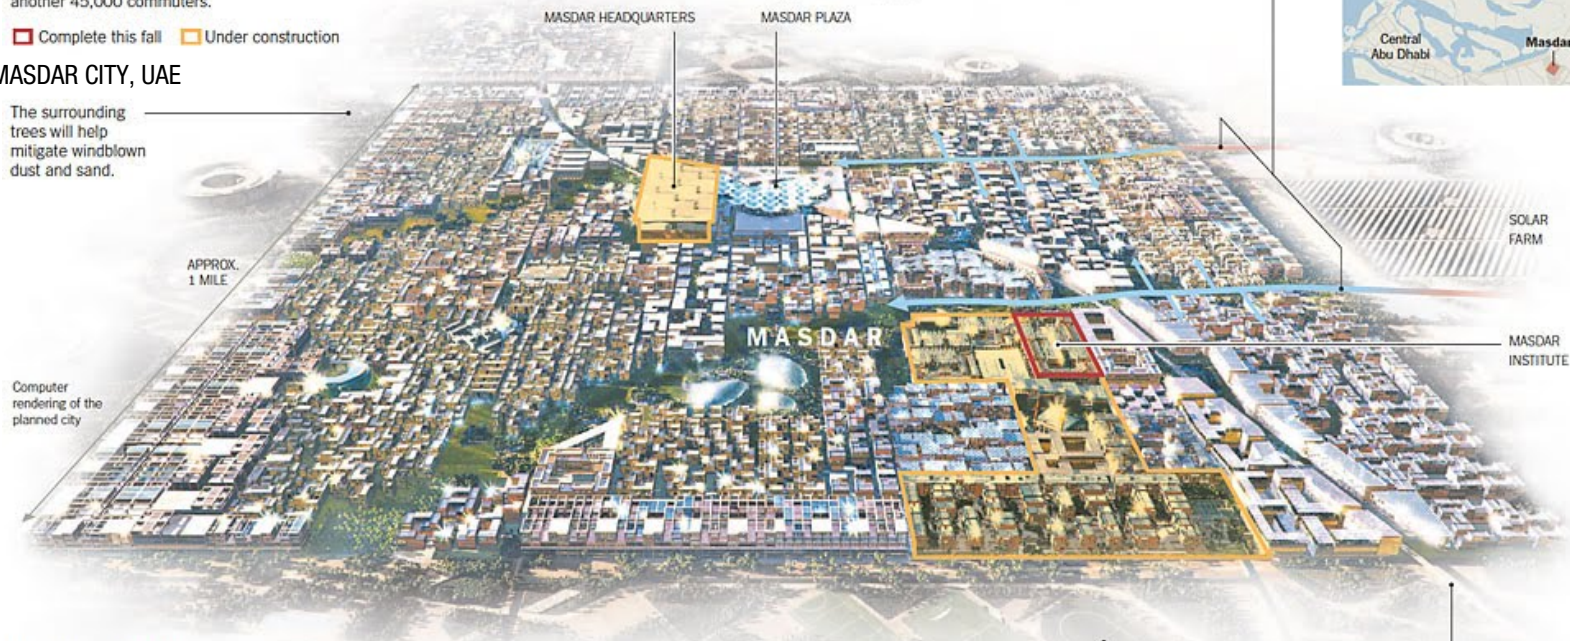 another 45,000 commuters.
MASDAR HEADQUARTERS
MASDAR PLAZA
Complete this fall
Under construction
Central
Abu Dhabi
Masdar
MASDAR CITY, UAE
The surrounding
trees will help
mitigate windblown
dust and sand.
SOLAR
FARM
APPROX.
1 MILE
MASDAR
MASDAR
INSTITUTE
Computer
rendering of the
planned city